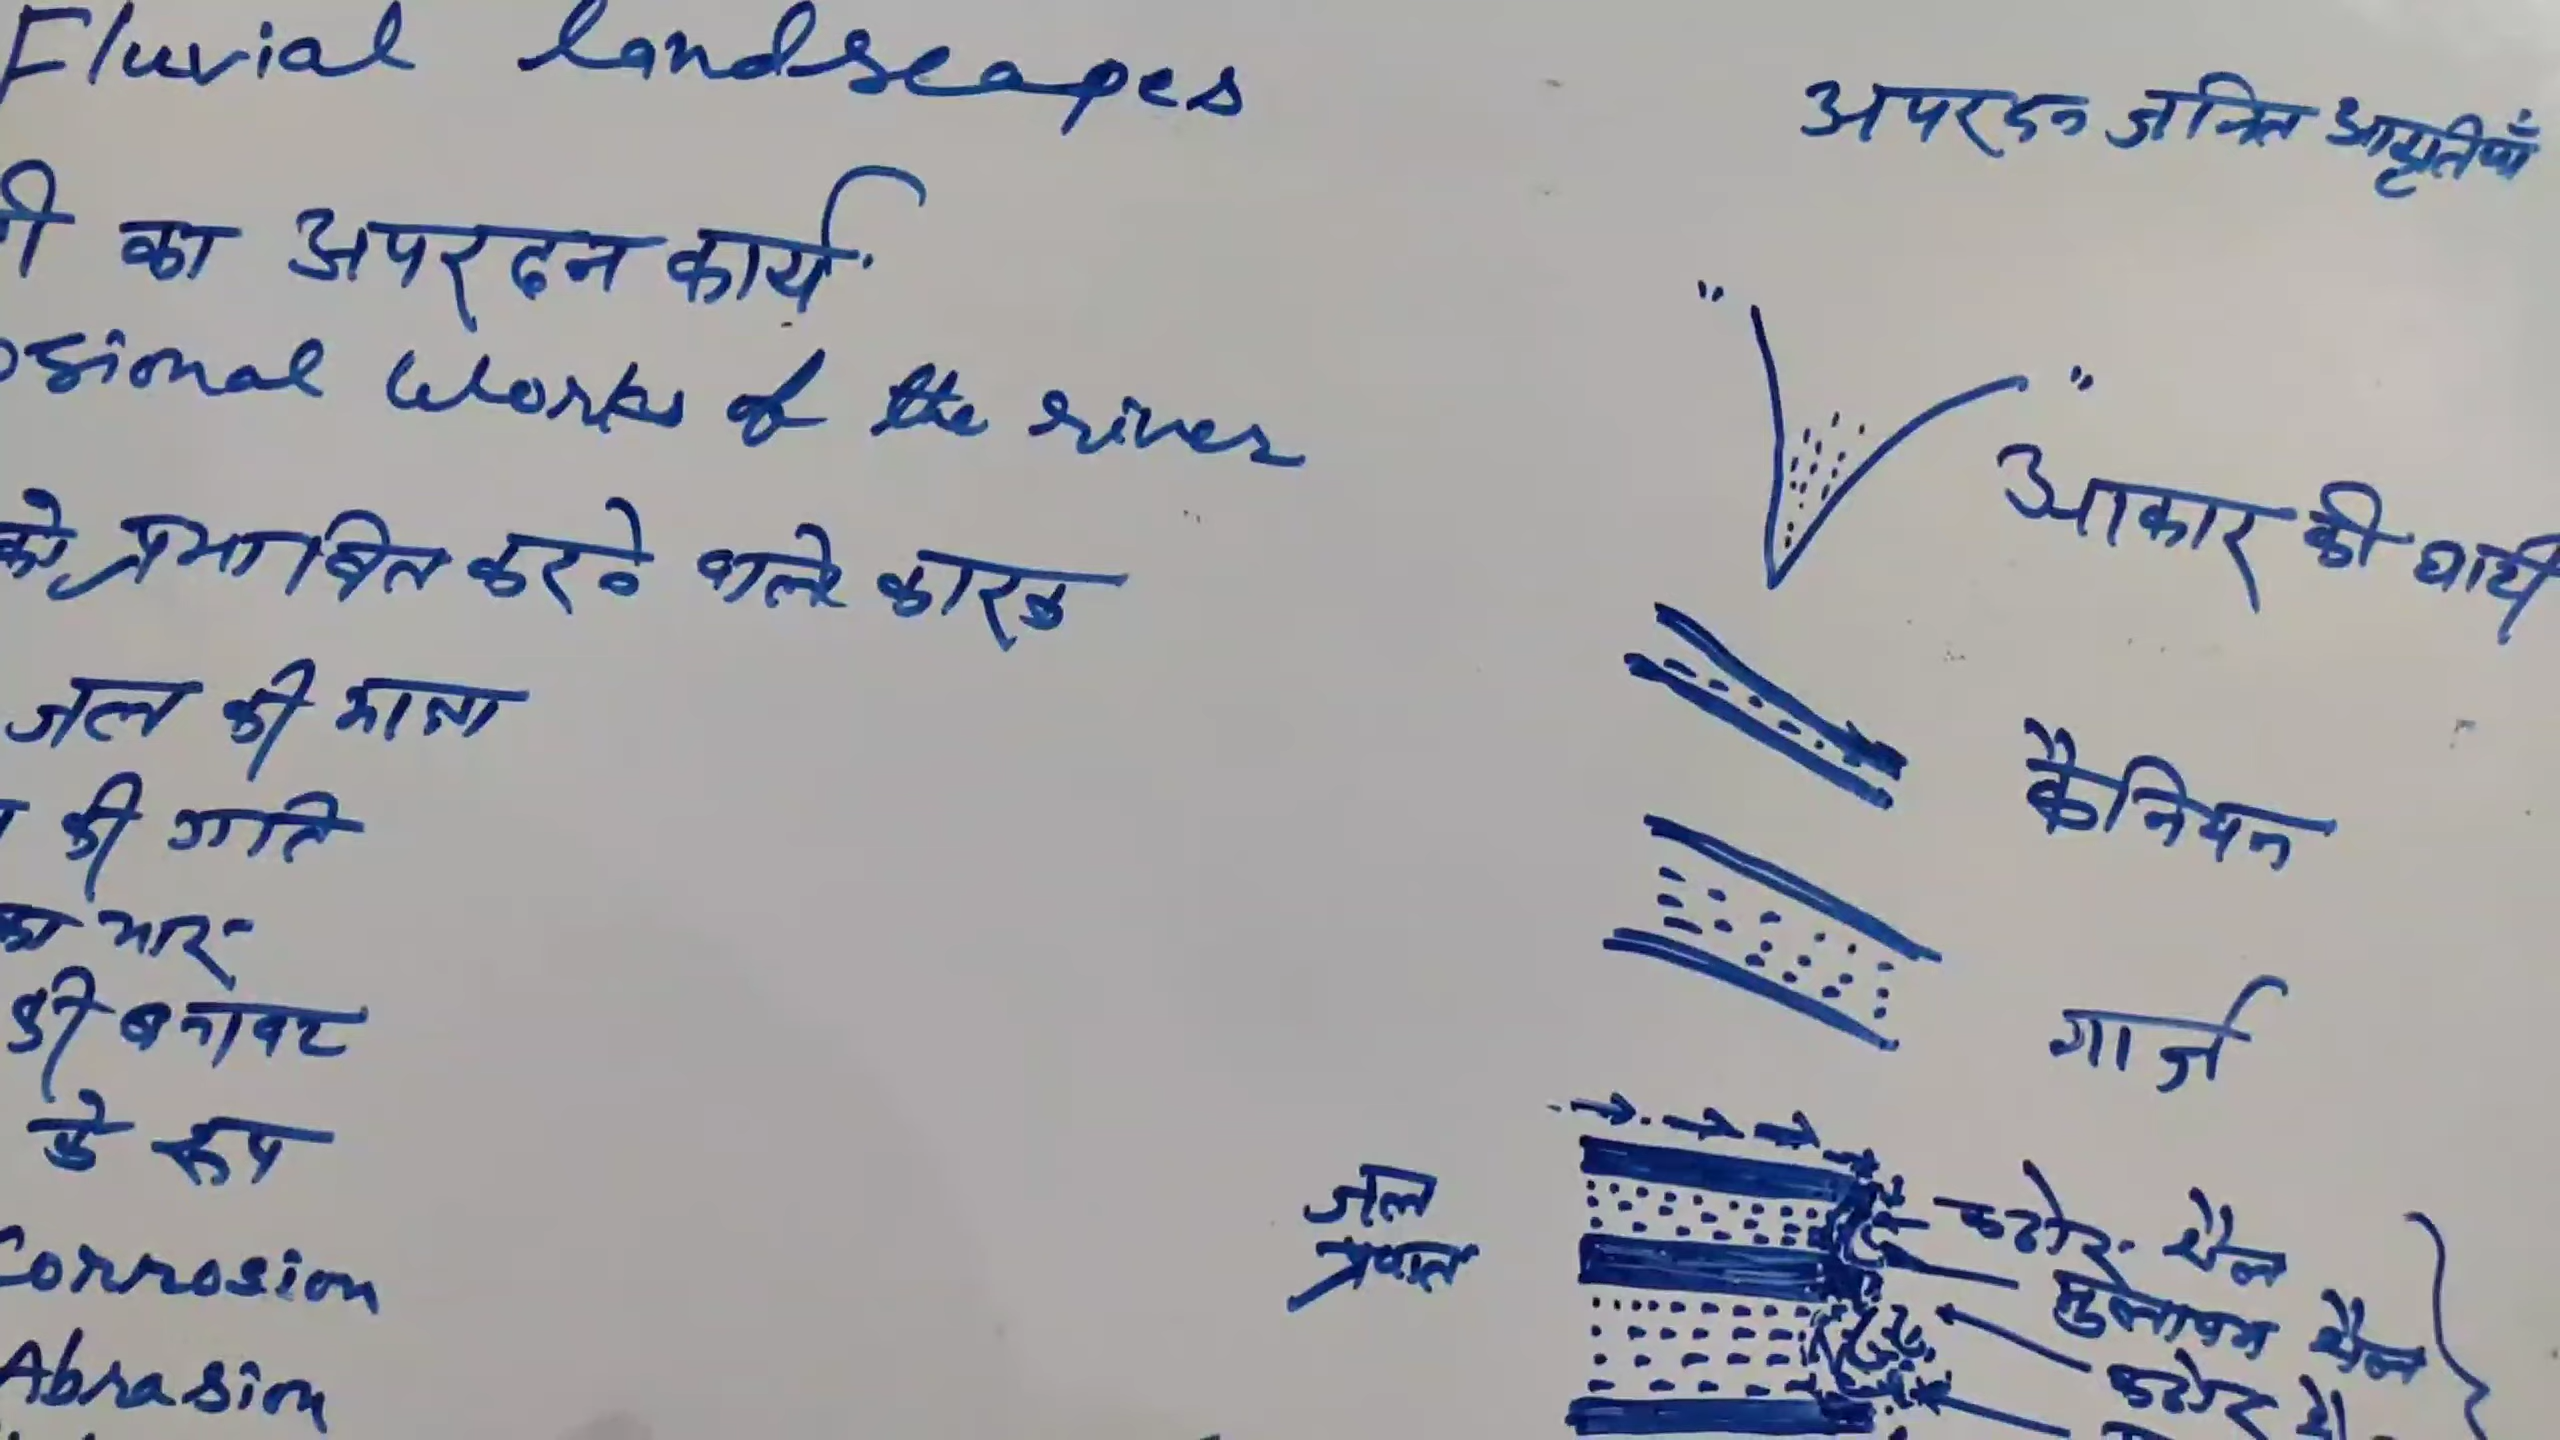 Fluvial landscapes
का अपरदन कार्य
osional works of the river
को प्रभावित करने वाले कारक
जल की मात्रा
की गति
का भार
की बनावट
के रूप
Corrosion
Abrasion
अपरदन जनित आकृतियाँ
"V" आकार की घाटी
कैनियन
गार्ज
जल
प्रपात
कठोर शैल
मुलायम शैल
कठोर